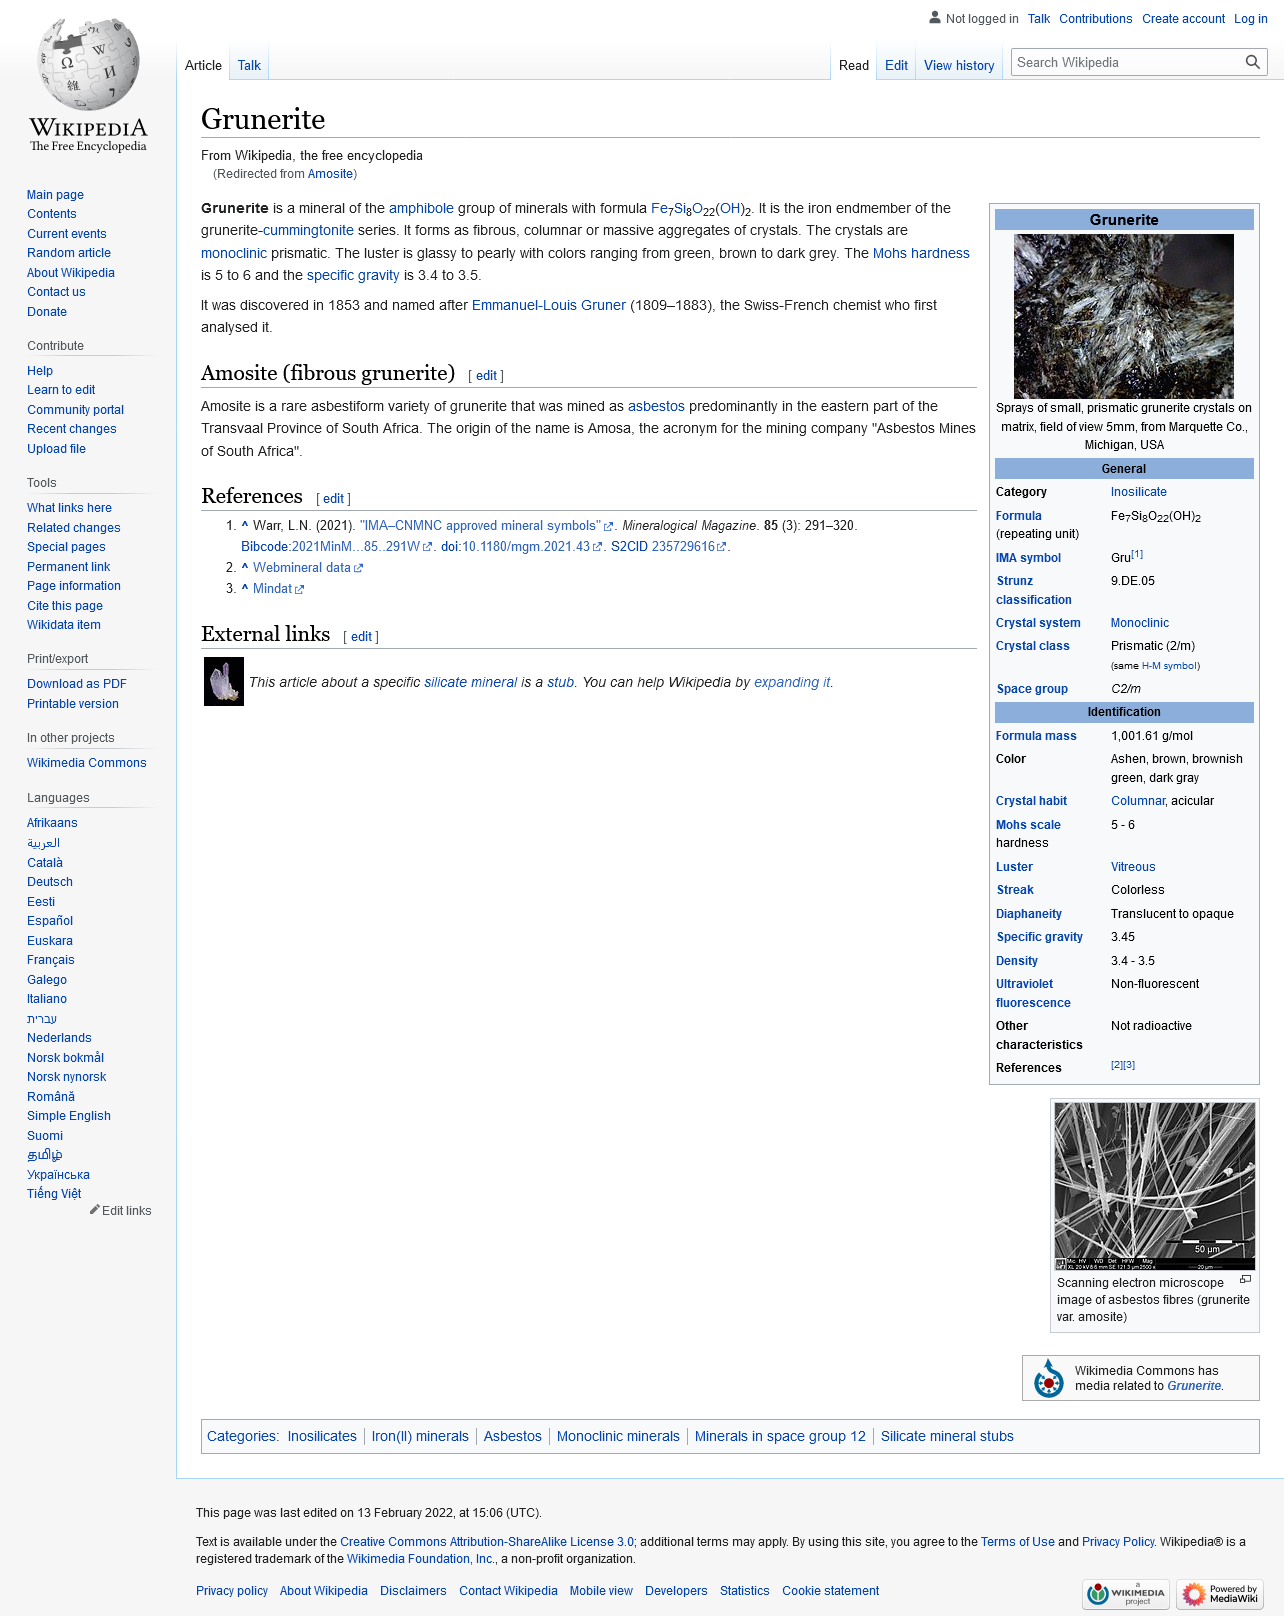 Not logged in Talk Contributions Create account Log in
Article Talk Read Edit View history Search Wikipedia
WIKIPEDIA
The Free Encyclopedia
Main page
Contents
Current events
Random article
About Wikipedia
Contact us
Donate
Contribute
Help
Learn to edit
Community portal
Recent changes
Upload file
Tools
What links here
Related changes
Special pages
Permanent link
Page information
Cite this page
Wikidata item
Print/export
Download as PDF
Printable version
In other projects
Wikimedia Commons
Languages
Afrikaans
العربية
Català
Deutsch
Eesti
Español
Euskara
Français
Galego
Italiano
עברית
Nederlands
Norsk bokmål
Norsk nynorsk
Română
Simple English
Suomi
தமிழ்
Українська
Tiếng Việt
Edit links
Grunerite
From Wikipedia, the free encyclopedia
(Redirected from Amosite)
Grunerite is a mineral of the amphibole group of minerals with formula Fe7Si8O22(OH)2. It is the iron endmember of the
grunerite-cummingtonite series. It forms as fibrous, columnar or massive aggregates of crystals. The crystals are
monoclinic prismatic. The luster is glassy to pearly with colors ranging from green, brown to dark grey. The Mohs hardness
is 5 to 6 and the specific gravity is 3.4 to 3.5.
It was discovered in 1853 and named after Emmanuel-Louis Gruner (1809–1883), the Swiss-French chemist who first
analysed it.
Amosite (fibrous grunerite) [ edit ]
Amosite is a rare asbestiform variety of grunerite that was mined as asbestos predominantly in the eastern part of the
Transvaal Province of South Africa. The origin of the name is Amosa, the acronym for the mining company "Asbestos Mines
of South Africa".
References [ edit ]
1. ^ Warr, L.N. (2021). "IMA–CNMNC approved mineral symbols". Mineralogical Magazine. 85 (3): 291–320.
Bibcode:2021MinM...85..291W. doi:10.1180/mgm.2021.43. S2CID 235729616.
2. ^ Webmineral data
3. ^ Mindat
External links [ edit ]
This article about a specific silicate mineral is a stub. You can help Wikipedia by expanding it.
Grunerite
Sprays of small, prismatic grunerite crystals on
matrix, field of view 5mm, from Marquette Co.,
Michigan, USA
General
Category Inosilicate
Formula Fe7Si8O22(OH)2
(repeating unit)
IMA symbol Gru[1]
Strunz 9.DE.05
classification
Crystal system Monoclinic
Crystal class Prismatic (2/m)
(same H-M symbol)
Space group C2/m
Identification
Formula mass 1,001.61 g/mol
Color Ashen, brown, brownish
green, dark gray
Crystal habit Columnar, acicular
Mohs scale 5 - 6
hardness
Luster Vitreous
Streak Colorless
Diaphaneity Translucent to opaque
Specific gravity 3.45
Density 3.4 - 3.5
Ultraviolet Non-fluorescent
fluorescence
Other Not radioactive
characteristics
References [2][3]
50 µm
Scanning electron microscope
image of asbestos fibres (grunerite
var. amosite)
Wikimedia Commons has
media related to Grunerite.
Categories: Inosilicates Iron(II) minerals Asbestos Monoclinic minerals Minerals in space group 12 Silicate mineral stubs
This page was last edited on 13 February 2022, at 15:06 (UTC).
Text is available under the Creative Commons Attribution-ShareAlike License 3.0; additional terms may apply. By using this site, you agree to the Terms of Use and Privacy Policy. Wikipedia® is a
registered trademark of the Wikimedia Foundation, Inc., a non-profit organization.
Privacy policy About Wikipedia Disclaimers Contact Wikipedia Mobile view Developers Statistics Cookie statement
a
WIKIMEDIA
project
Powered by
MediaWiki